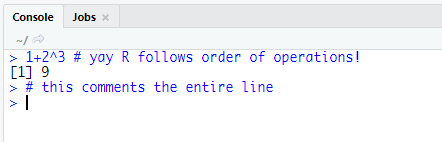 Console Jobs ×
~/
> 1+2^3 # yay R follows order of operations!
[1] 9
> # this comments the entire line
>